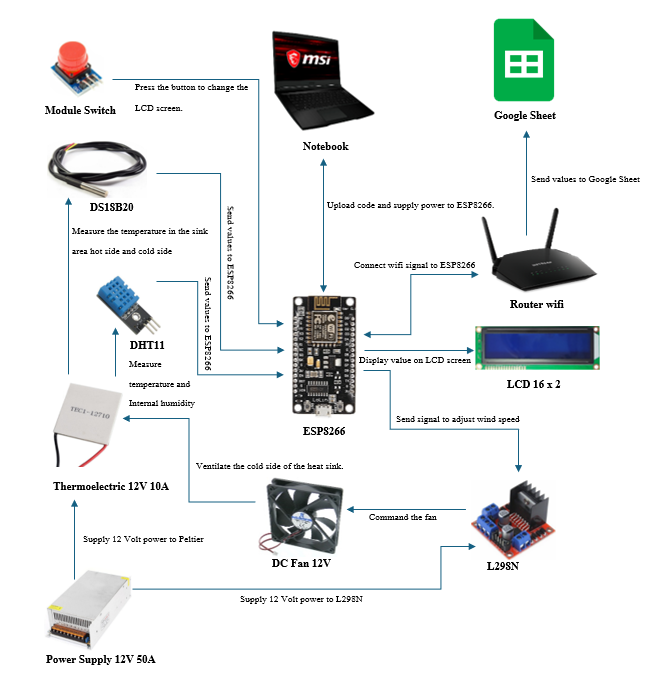 msi
Module Switch
Press the button to change the
LCD screen.
Notebook
Google Sheet
DS18B20
Upload code and supply power to ESP8266.
Send values to Google Sheet
Measure the temperature in the sink
area hot side and cold side
Send values to ESP8266
Send values to ESP8266
Connect wifi signal to ESP8266
Router wifi
DHT11
Measure
temperature and
Internal humidity
Display value on LCD screen
LCD 16 x 2
TEC1-12710
ESP8266
Send signal to adjust wind speed
Ventilate the cold side of the heat sink.
Thermoelectric 12V 10A
Command the fan
DC Fan 12V
L298N
Supply 12 Volt power to Peltier
Supply 12 Volt power to L298N
Power Supply 12V 50A